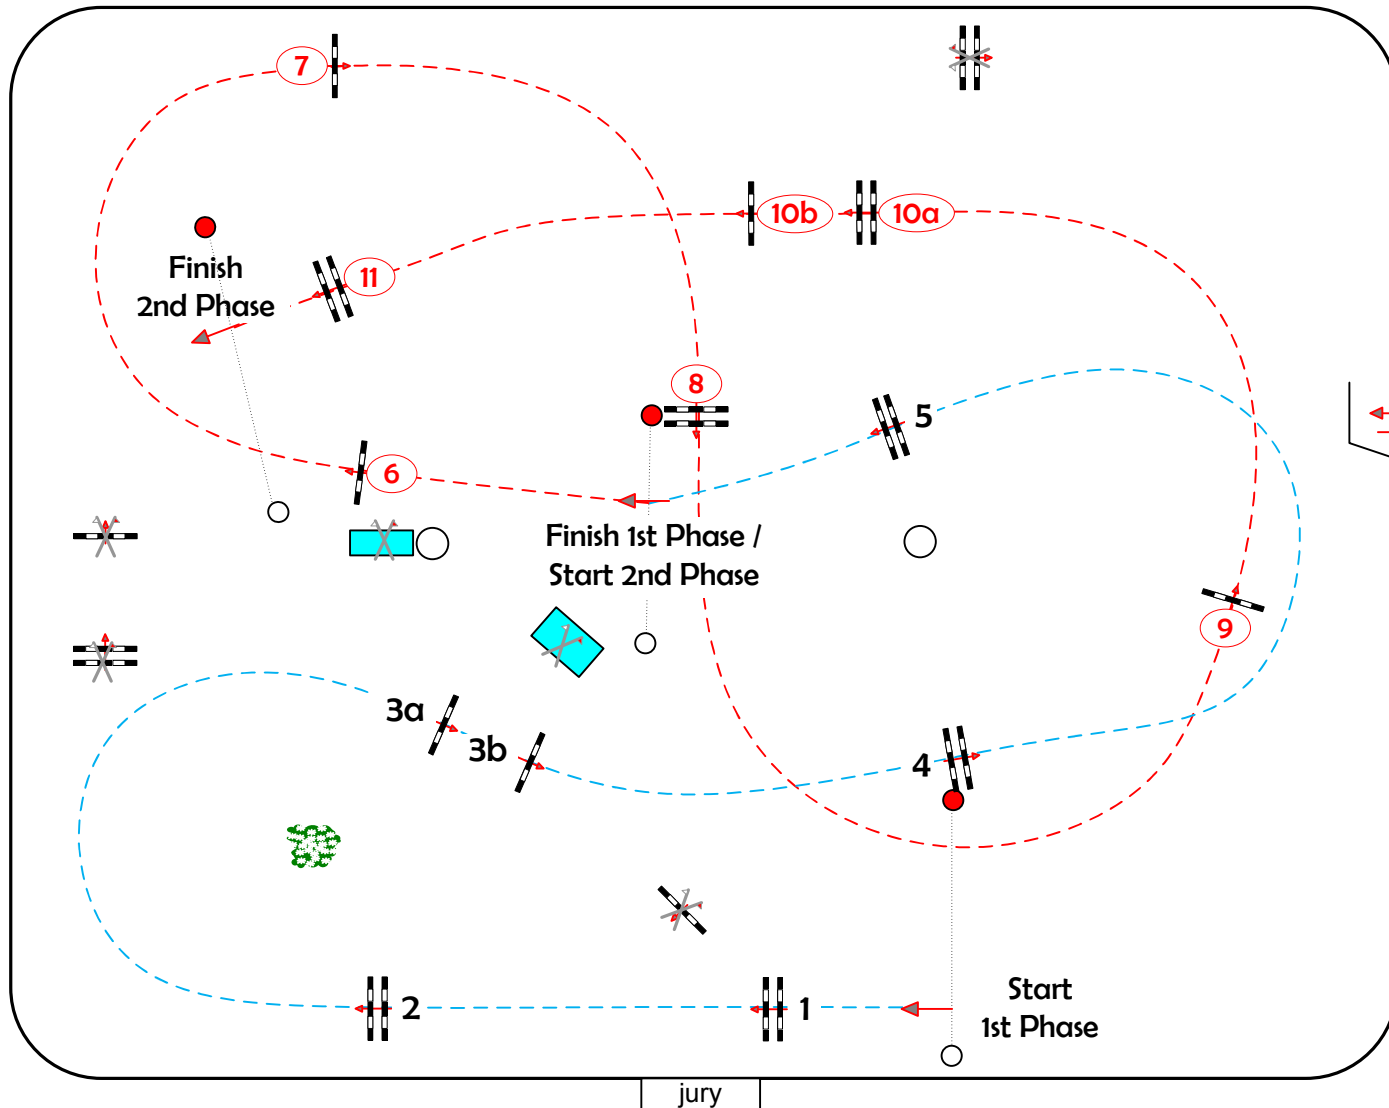 7
10b
10a
Finish
2nd Phase
11
8
5
6
Finish 1st Phase /
Start 2nd Phase
9
3a
3b
4
2
1
Start
1st Phase
jury